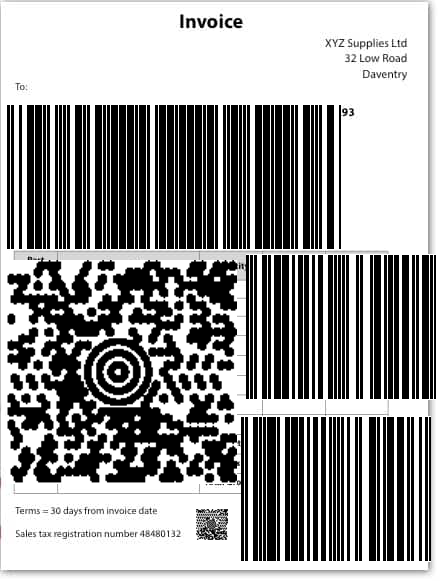 Invoice
XYZ Supplies Ltd
32 Low Road
Daventry
To:
93
Terms = 30 days from invoice date
Sales tax registration number 48480132